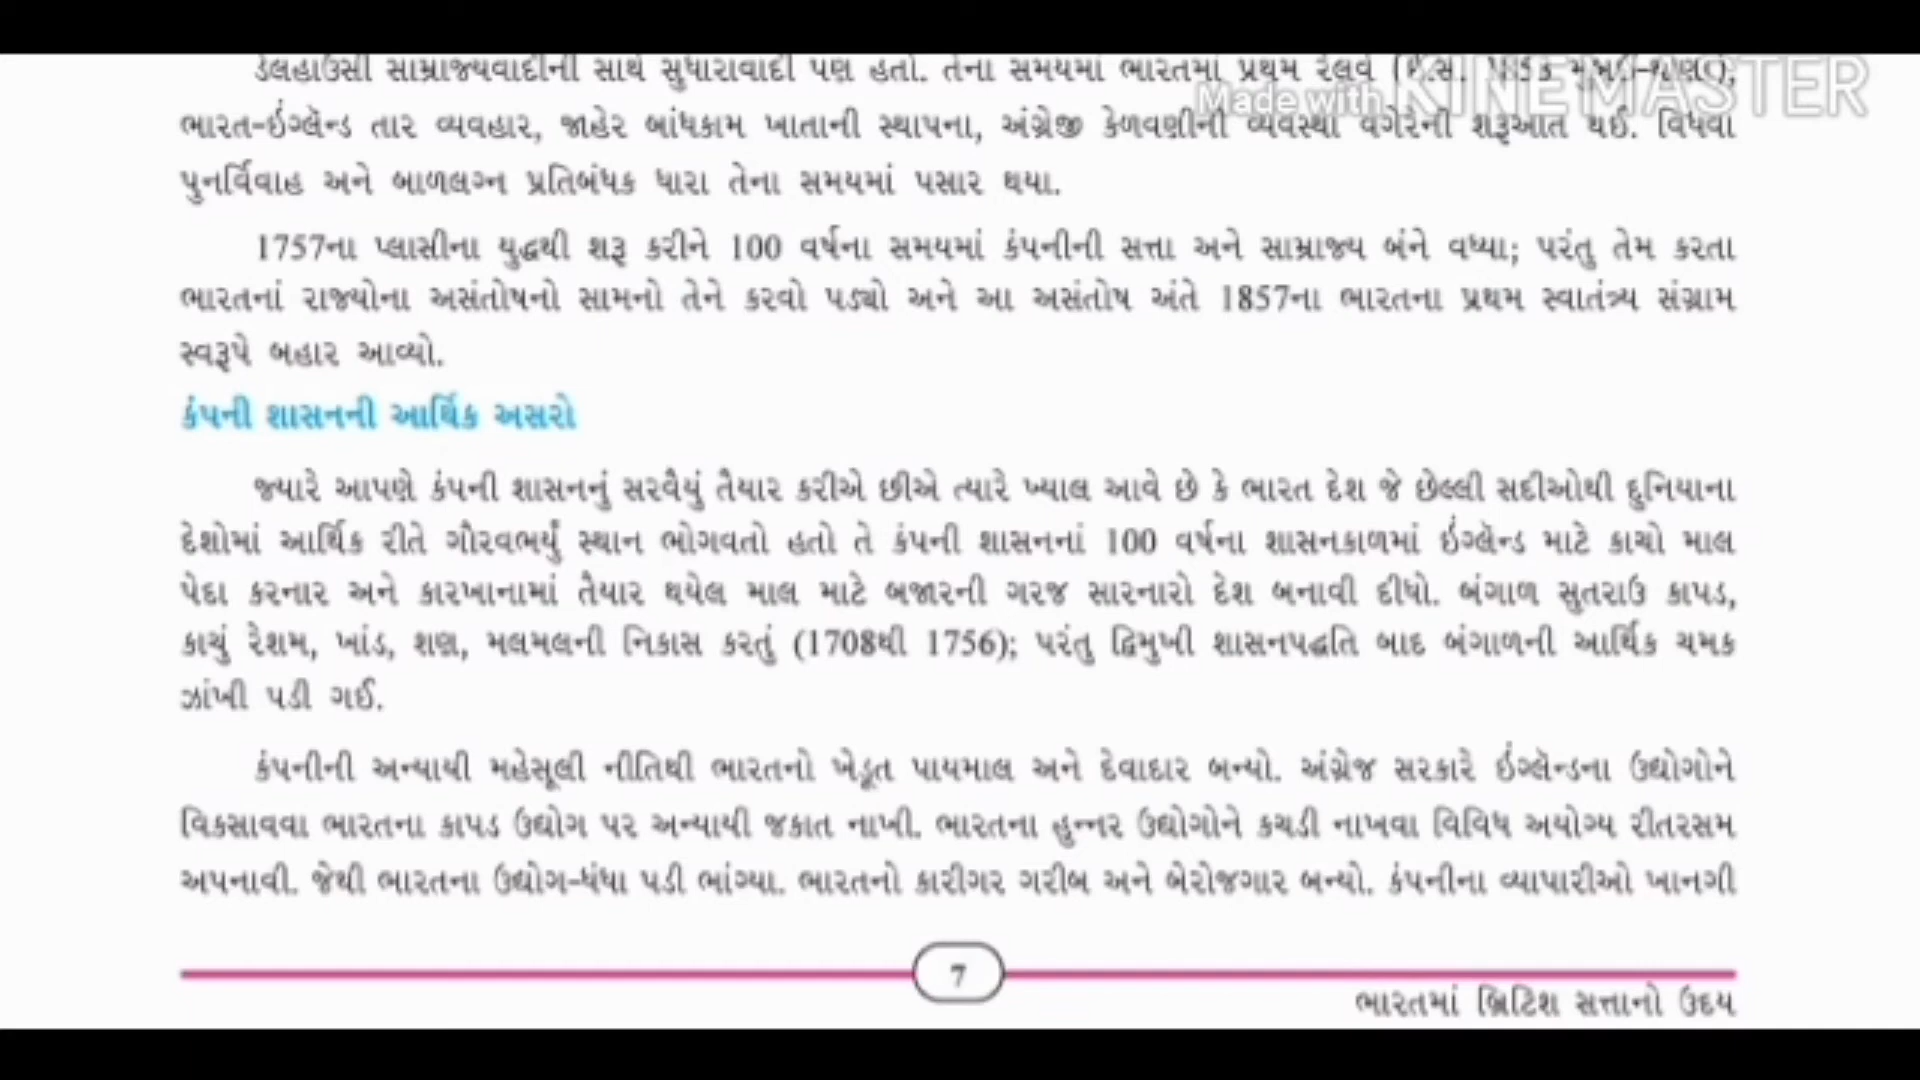 ડેલહાઉસી સામ્રાજ્યવાદીની સાથે સુધારાવાદી પણ હતો. તેના સમયમાં ભારતમાં પ્રથમ રેલવે
Made with KINEMASTER
ભારત-ઇંગ્લૅન્ડ તાર વ્યવહાર, જાહેર બાંધકામ ખાતાની સ્થાપના, અંગ્રેજી કેળવણીની વ્યવસ્થા વગેરેની શરૂઆત થઈ. વિધવા
પુનર્વિવાહ અને બાળલગ્ન પ્રતિબંધક ધારા તેના સમયમાં પસાર થયા.
1757ના પ્લાસીના યુદ્ધથી શરૂ કરીને 100 વર્ષના સમયમાં કંપનીની સત્તા અને સામ્રાજ્ય બંને વધ્યા; પરંતુ તેમ કરતા
ભારતનાં રાજ્યોના અસંતોષનો સામનો તેને કરવો પડ્યો અને આ અસંતોષ અંતે 1857ના ભારતના પ્રથમ સ્વાતંત્ર્ય સંગ્રામ
સ્વરૂપે બહાર આવ્યો.
કંપની શાસનની આર્થિક અસરો
જ્યારે આપણે કંપની શાસનનું સરવૈયું તૈયાર કરીએ છીએ ત્યારે ખ્યાલ આવે છે કે ભારત દેશ જે છેલ્લી સદીઓથી દુનિયાના
દેશોમાં આર્થિક રીતે ગૌરવભર્યું સ્થાન ભોગવતો હતો તે કંપની શાસનનાં 100 વર્ષના શાસનકાળમાં ઇંગ્લૅન્ડ માટે કાચો માલ
પેદા કરનાર અને કારખાનામાં તૈયાર થયેલ માલ માટે બજારની ગરજ સારનારો દેશ બનાવી દીધો. બંગાળ સુતરાઉ કાપડ,
કાચું રેશમ, ખાંડ, શણ, મલમલની નિકાસ કરતું (1708થી 1756); પરંતુ દ્વિમુખી શાસનપદ્ધતિ બાદ બંગાળની આર્થિક ચમક
ઝાંખી પડી ગઈ.
કંપનીની અન્યાયી મહેસૂલી નીતિથી ભારતનો ખેડૂત પાયમાલ અને દેવાદાર બન્યો. અંગ્રેજ સરકારે ઇંગ્લૅન્ડના ઉદ્યોગોને
વિકસાવવા ભારતના કાપડ ઉદ્યોગ પર અન્યાયી જકાત નાખી. ભારતના હુન્નર ઉદ્યોગોને કચડી નાખવા વિવિધ અયોગ્ય રીતરસમ
અપનાવી. જેથી ભારતના ઉદ્યોગ-ધંધા પડી ભાંગ્યા. ભારતનો કારીગર ગરીબ અને બેરોજગાર બન્યો. કંપનીના વ્યાપારીઓ ખાનગી
7
ભારતમાં બ્રિટિશ સત્તાનો ઉદય